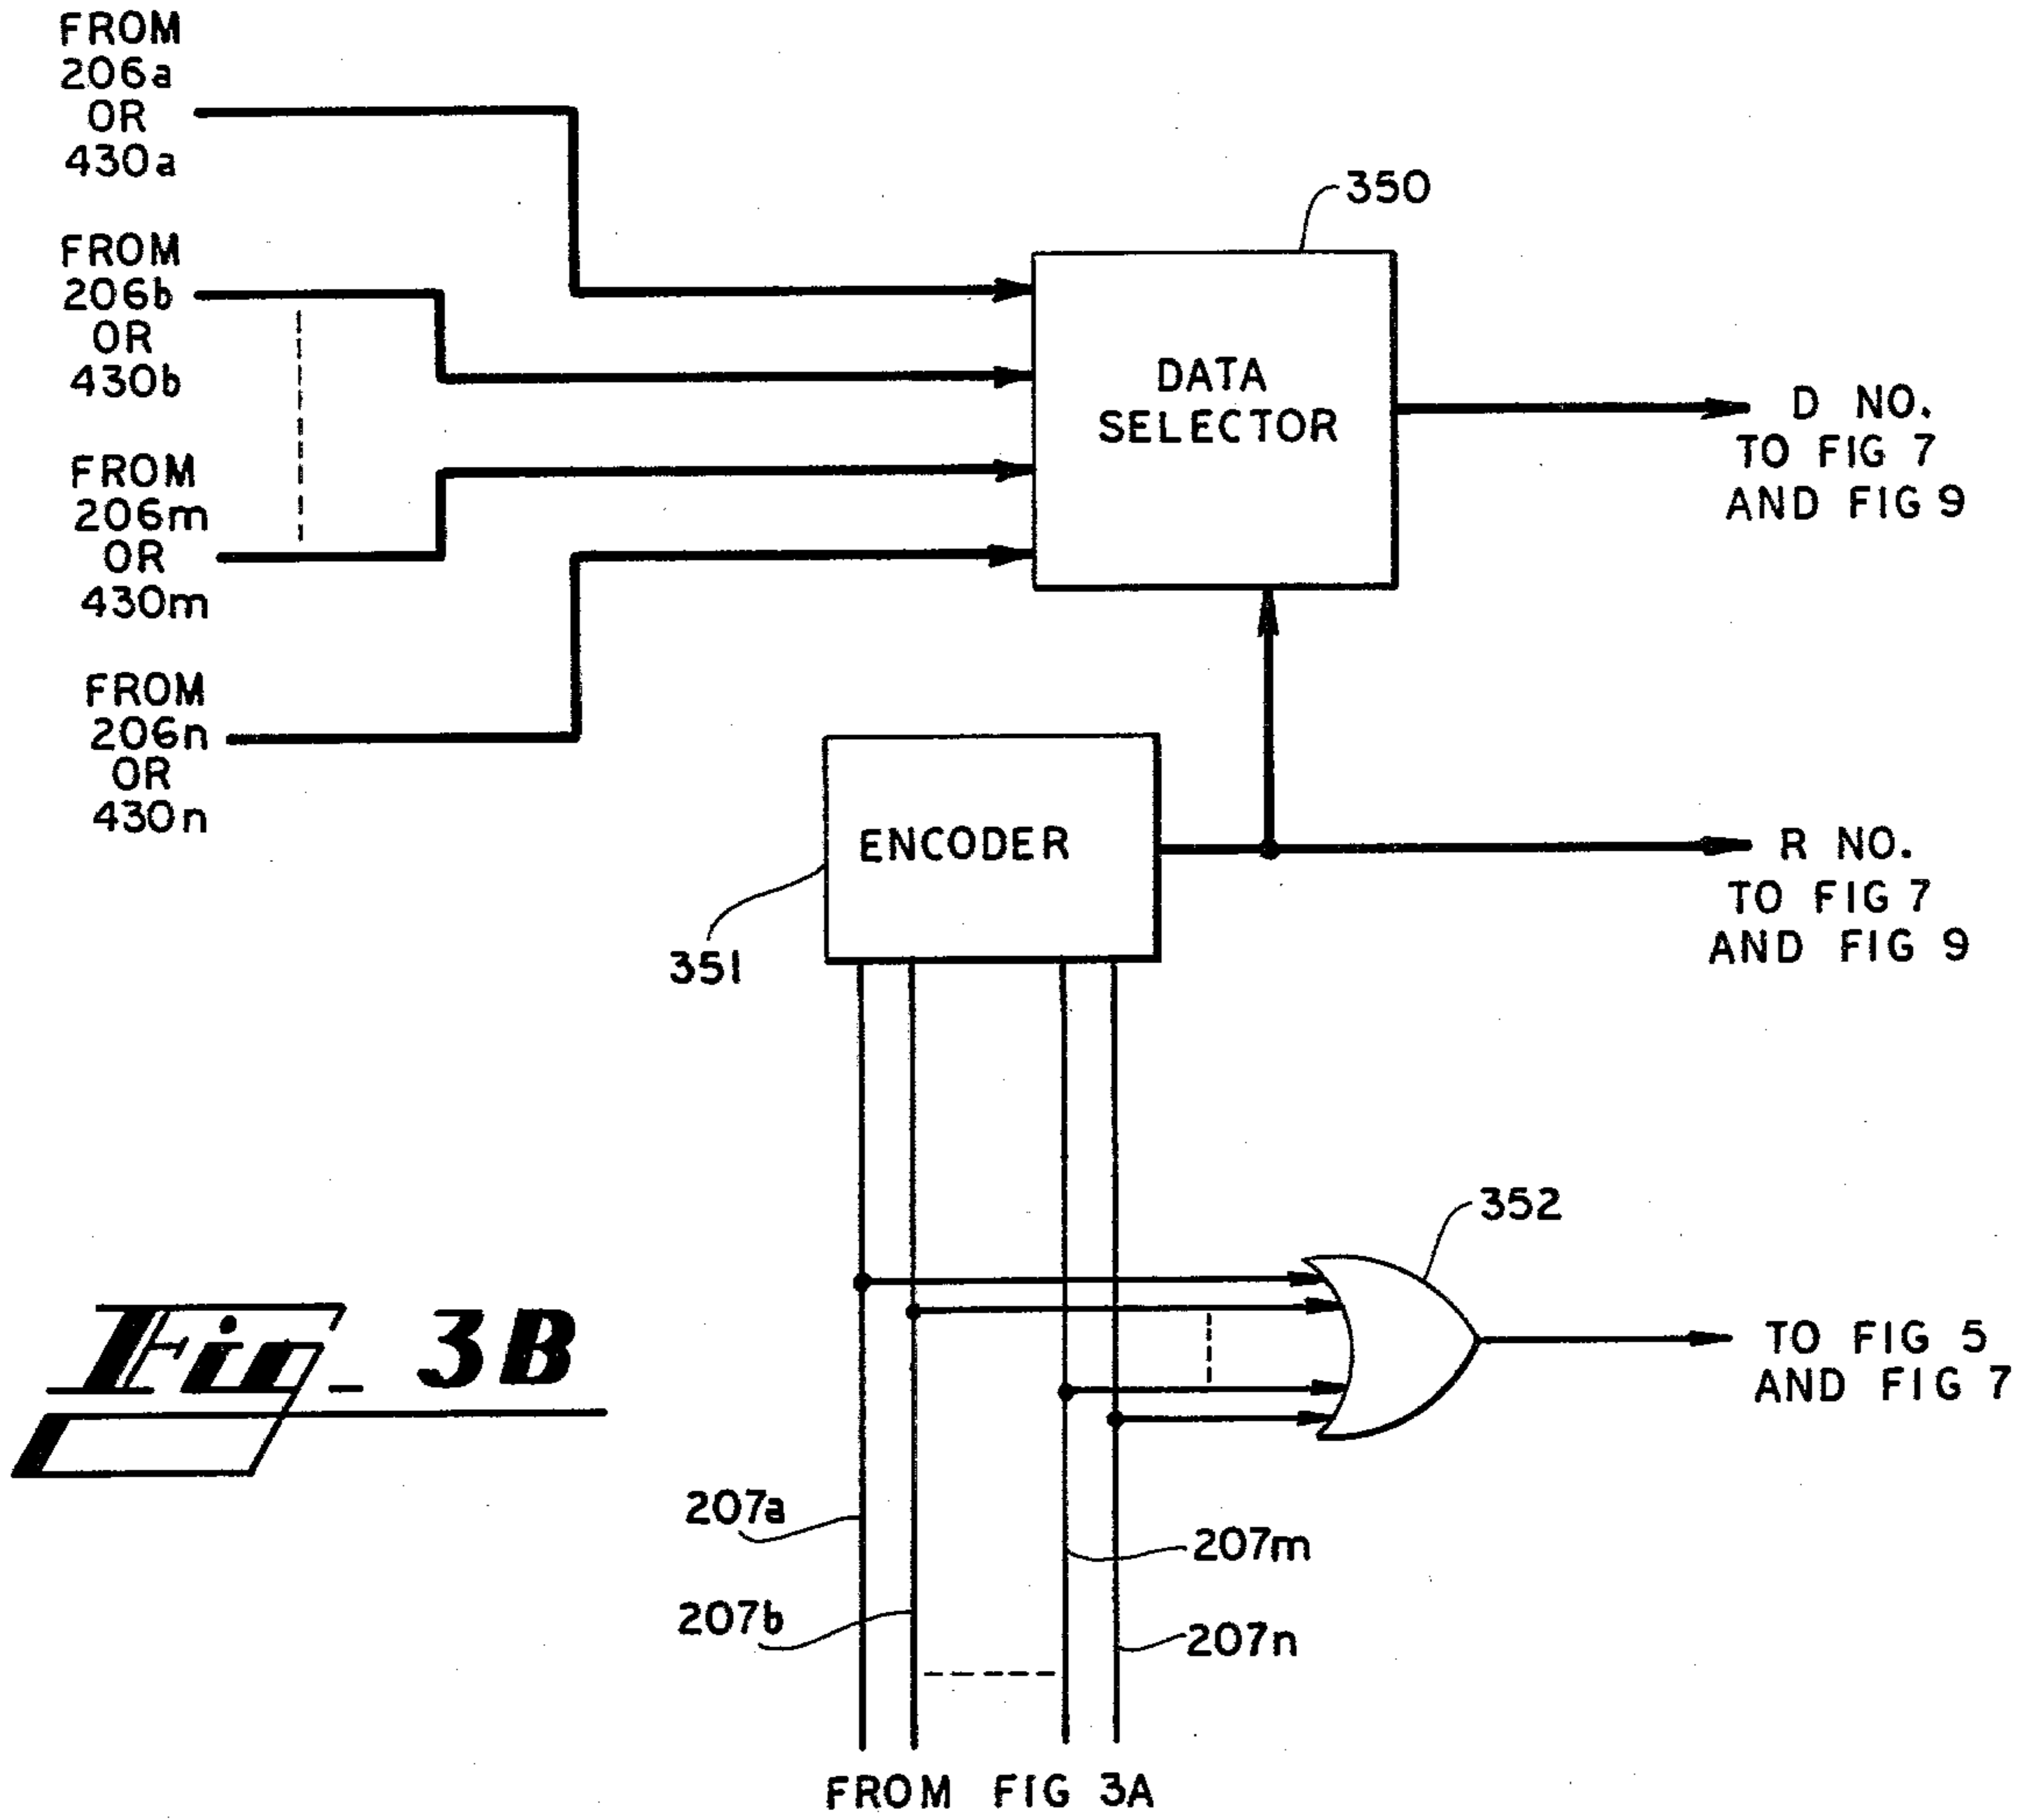 FROM
206a
OR
430a
FROM
206b
OR
430b
FROM
206m
OR
430m
FROM
206n
OR
430n
350
DATA
SELECTOR
D NO.
TO FIG 7
AND FIG 9
ENCODER
351
R NO.
TO FIG 7
AND FIG 9
352
TO FIG 5
AND FIG 7
Fig_ 3B
207a
207b
207m
207n
FROM FIG 3A